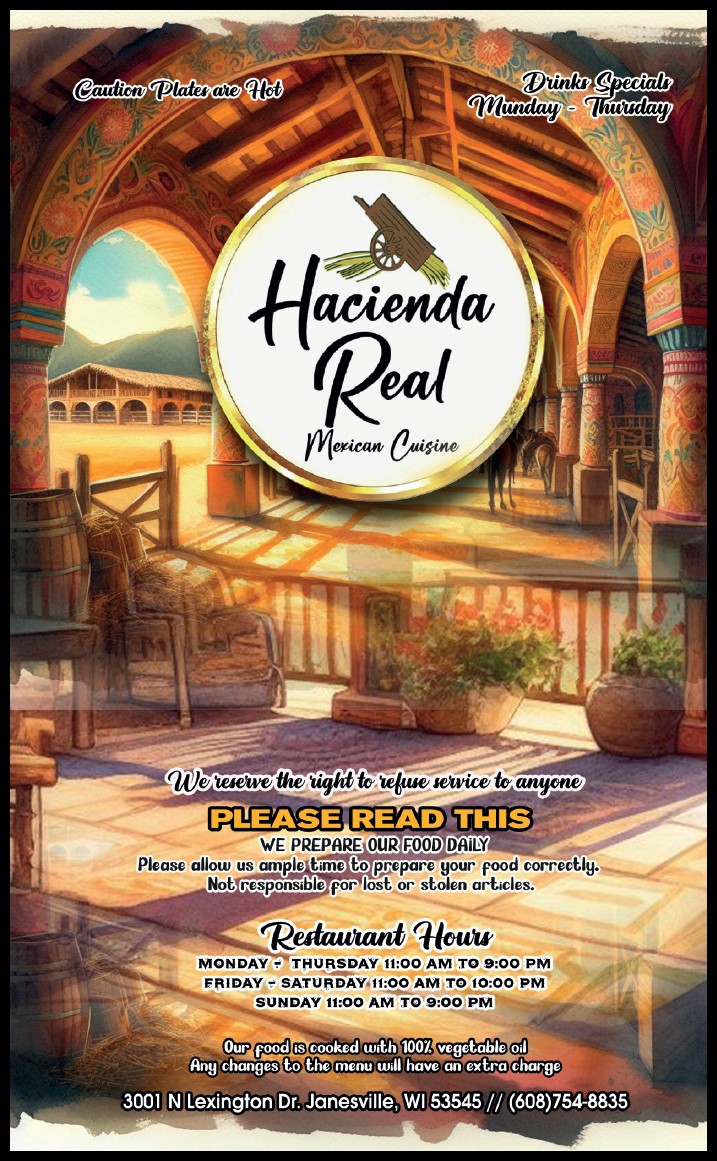 Caution Plates are Hot
Drinks Specials
Munday - Thursday
Hacienda
Real
Mexican Cuisine
We reserve the right to refuse service to anyone
PLEASE READ THIS
WE PREPARE OUR FOOD DAILY
Please allow us ample time to prepare your food correctly.
Not responsible for lost or stolen articles.
Restaurant Hours
MONDAY - THURSDAY 11:00 AM TO 9:00 PM
FRIDAY - SATURDAY 11:00 AM TO 10:00 PM
SUNDAY 11:00 AM TO 9:00 PM
Our food is cooked with 100% vegetable oil
Any changes to the menu will have an extra charge
3001 N Lexington Dr. Janesville, WI 53545 // (608)754-8835